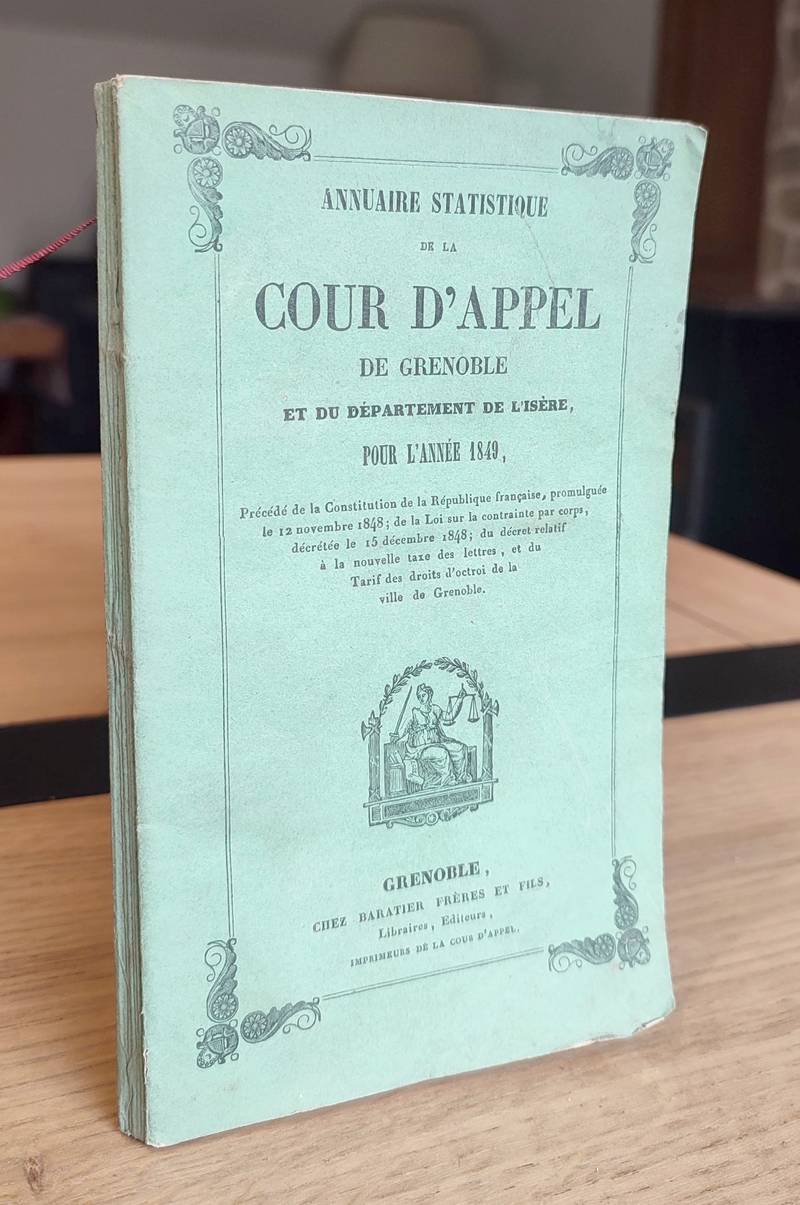 ANNUAIRE STATISTIQUE
DE LA
COUR D'APPEL
DE GRENOBLE
ET DU DÉPARTEMENT DE L'ISÈRE,
POUR L'ANNÉE 1849,
Précédé de la Constitution de la République française, promulguée
le 12 novembre 1848; de la Loi sur la contrainte par corps,
décrétée le 15 décembre 1848; du décret relatif
à la nouvelle taxe des lettres, et du
Tarif des droits d'octroi de la
ville de Grenoble.
GRENOBLE,
CHEZ BARATIER FRÈRES ET FILS,
Libraires, Editeurs,
IMPRIMEURS DE LA COUR D'APPEL.